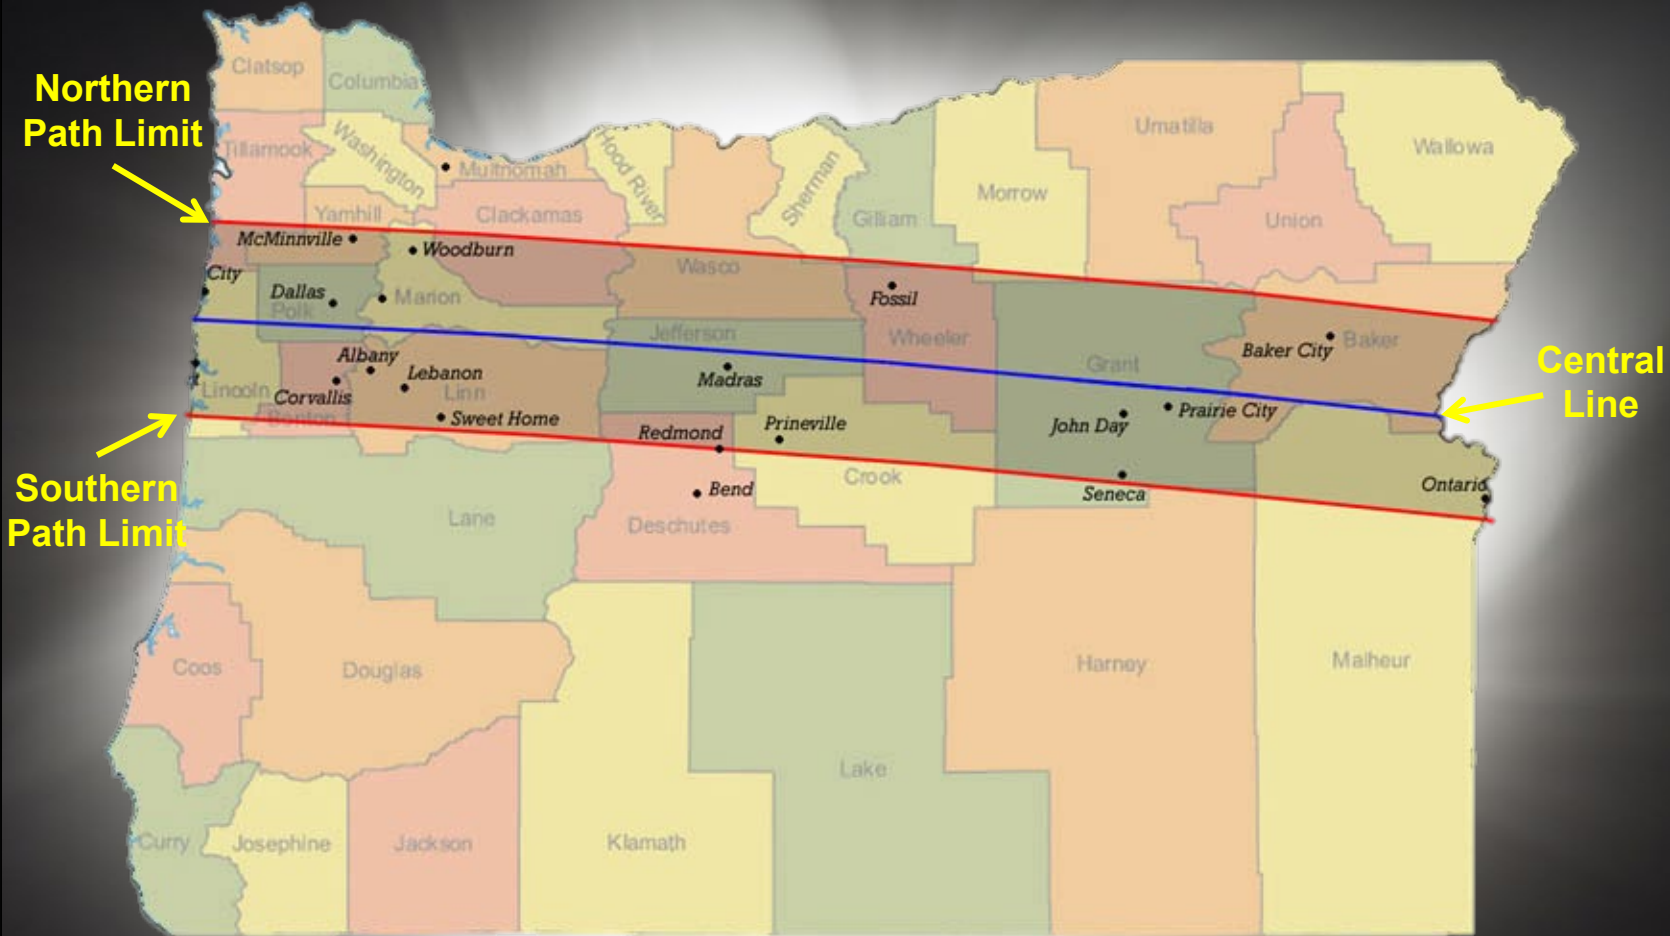 Clatsop
Columbia
Northern
Path Limit
Tillamook
Washington
Multnomah
Hood River
Sherman
Gilliam
Morrow
Umatilla
Union
Wallowa
Yamhill
Clackamas
McMinnville
Woodburn
Wasco
City
Dallas
Polk
Marion
Fossil
Jefferson
Wheeler
Grant
Baker City
Baker
Central
Line
Albany
Lebanon
Lincoln
Corvallis
Linn
Madras
Benton
Sweet Home
Redmond
Prineville
John Day
Prairie City
Southern
Path Limit
Bend
Crook
Seneca
Ontario
Lane
Deschutes
Coos
Douglas
Harney
Malheur
Lake
Curry
Josephine
Jackson
Klamath